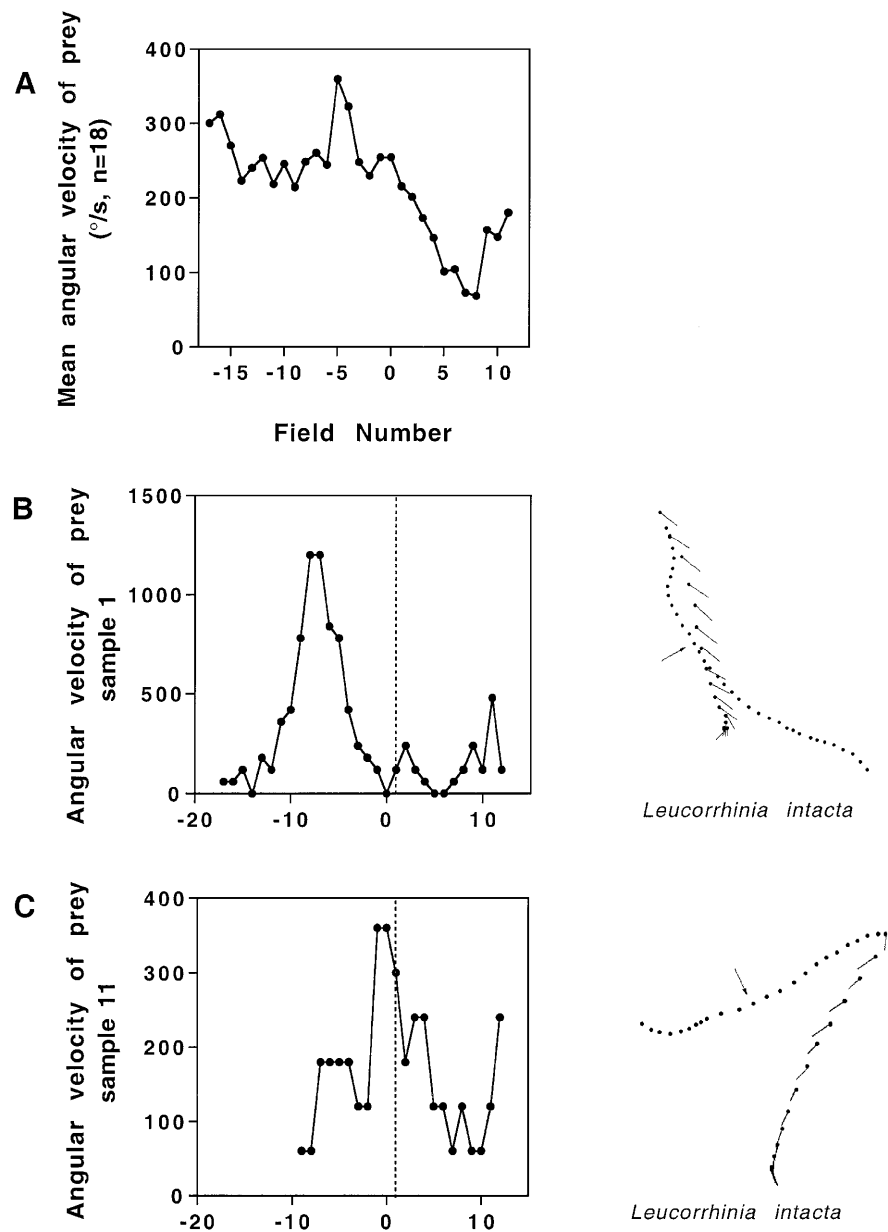 A
Mean angular velocity of prey
(°/s, n=18)
400
300
200
100
0
-15 -10 -5 0 5 10
Field Number
B
Angular velocity of prey
sample 1
1500
1000
500
0
-20 -10 0 10
Leucorrhinia intacta
C
Angular velocity of prey
sample 11
400
300
200
100
0
-20 -10 0 10
Leucorrhinia intacta